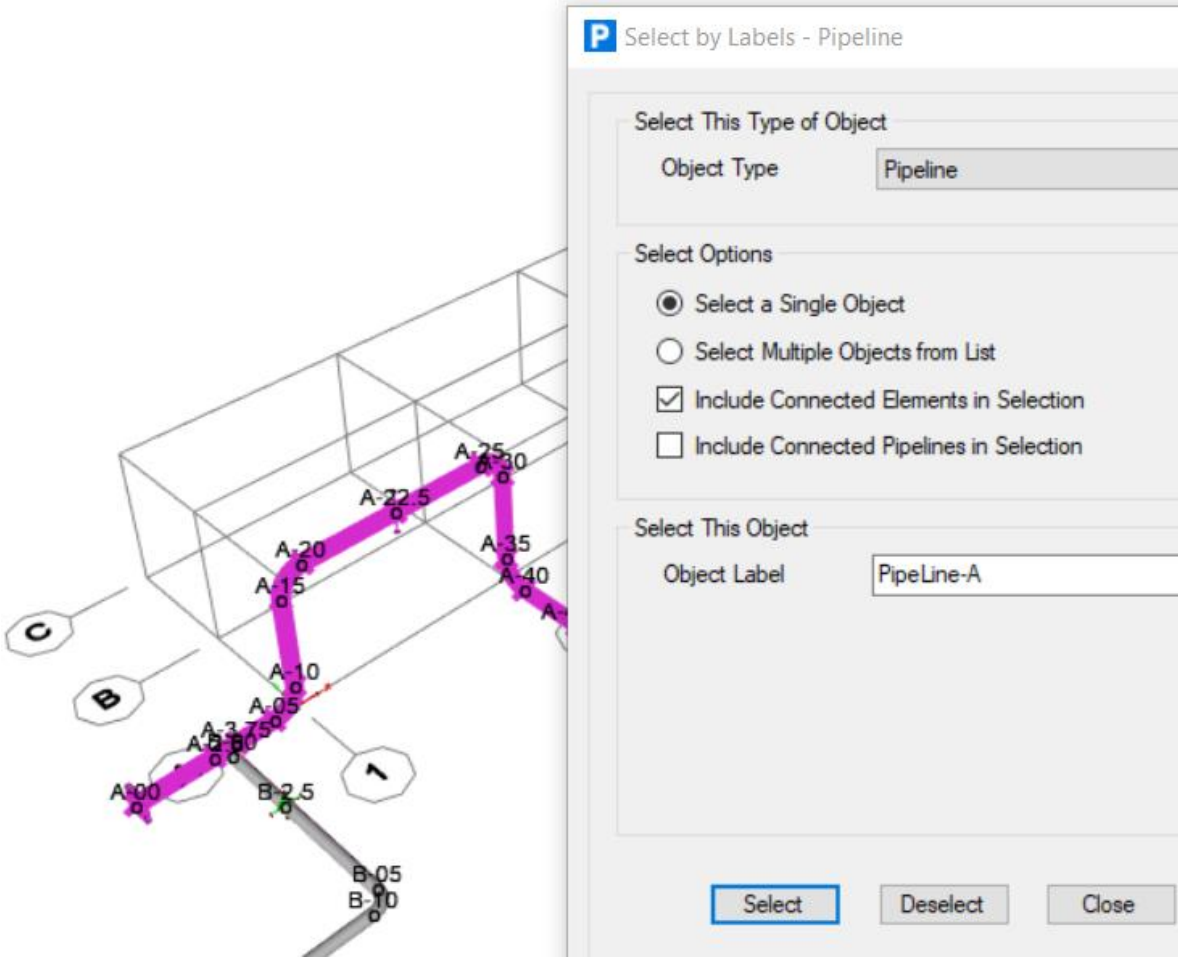 P Select by Labels - Pipeline
Select This Type of Object
Object Type Pipeline
Select Options
Select a Single Object
Select Multiple Objects from List
Include Connected Elements in Selection
Include Connected Pipelines in Selection
Select This Object
Object Label PipeLine-A
Select Deselect Close
A-25
A-30
A-22.5
A-35
A-20
A-40
A-15
C
A-10
B
A-05
A-3.75
1
A-00
B-2.5
B-05
B-10